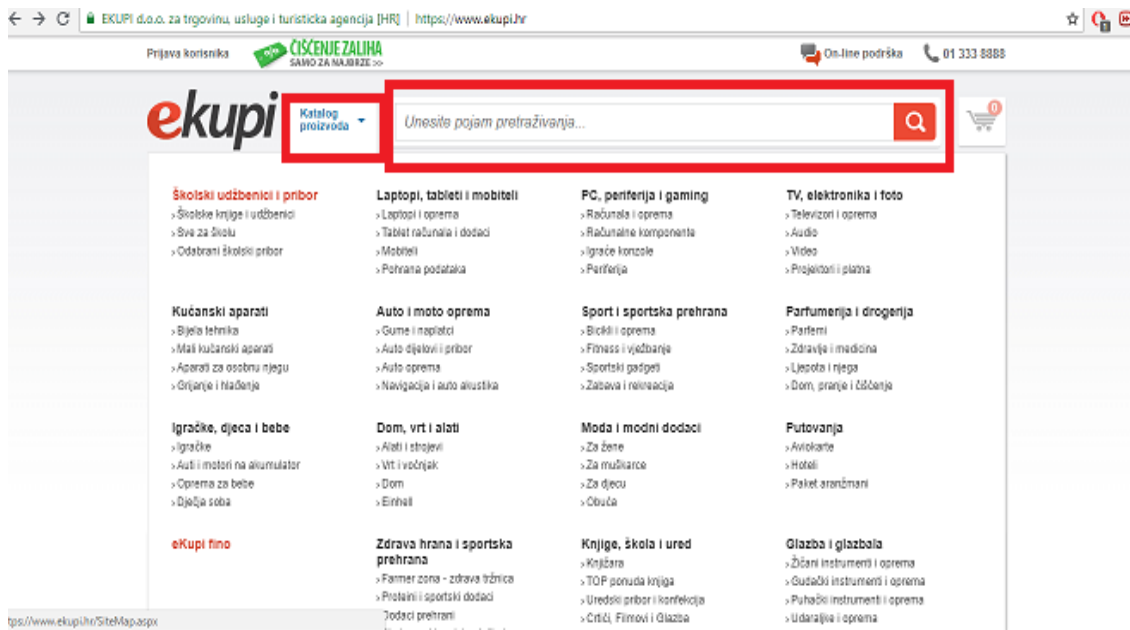 EKUPI d.o.o. za trgovinu, usluge i turisticka agencija [HR] | https://www.ekupi.hr
Prijava korisnika
ČIŠĆENJE ZALIHA
SAMO ZA NAJBRŽE >>
On-line podrška
01 333 8888
ekupi
Katalog
proizvoda
Unesite pojam pretraživanja...
0
Školski udžbenici i pribor
› Školske knjige i udžbenici
› Sve za školu
› Odabrani školski pribor
Laptopi, tableti i mobiteli
› Laptopi i oprema
› Tablet računala i dodaci
› Mobiteli
› Pohrana podataka
PC, periferija i gaming
› Računala i oprema
› Računalne komponente
› Igraće konzole
› Periferija
TV, elektronika i foto
› Televizori i oprema
› Audio
› Video
› Projektori i platna
Kućanski aparati
› Bijela tehnika
› Mali kućanski aparati
› Aparati za osobnu njegu
› Grijanje i hlađenje
Auto i moto oprema
› Gume i naplatci
› Auto dijelovi i pribor
› Auto oprema
› Navigacija i auto akustika
Sport i sportska prehrana
› Bicikli i oprema
› Fitness i vježbanje
› Sportski gadgeti
› Zabava i rekreacija
Parfumerija i drogerija
› Parfemi
› Zdravlje i medicina
› Ljepota i njega
› Dom, pranje i čišćenje
Igračke, djeca i bebe
› Igračke
› Auti i motori na akumulator
› Oprema za bebe
› Dječja soba
Dom, vrt i alati
› Alati i strojevi
› Vrt i voćnjak
› Dom
› Einhell
Moda i modni dodaci
› Za žene
› Za muškarce
› Za djecu
› Obuća
Putovanja
› Aviokarte
› Hoteli
› Paket aranžmani
eKupi fino
Zdrava hrana i sportska
prehrana
› Farmer zona - zdrava tržnica
› Proteini i sportski dodaci
Dodaci prehrani
Knjige, škola i ured
› Knjižara
› TOP ponuda knjiga
› Uredski pribor i konfekcija
› Crtići, Filmovi i Glazba
Glazba i glazbala
› Žičani instrumenti i oprema
› Gudački instrumenti i oprema
› Puhački instrumenti i oprema
› Udaraljke i oprema
tps://www.ekupi.hr/SiteMap.aspx